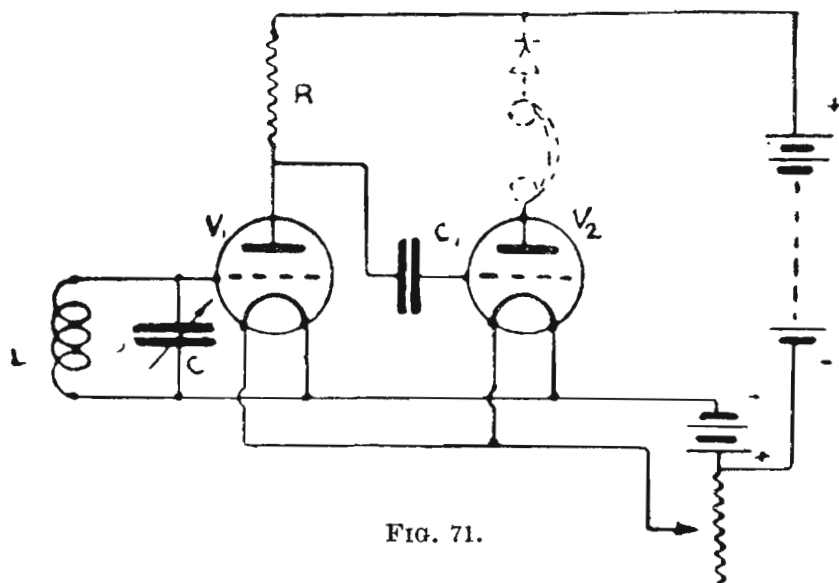 R
+
V₁
C₁
V₂
L
C
-
-
+
FIG. 71.